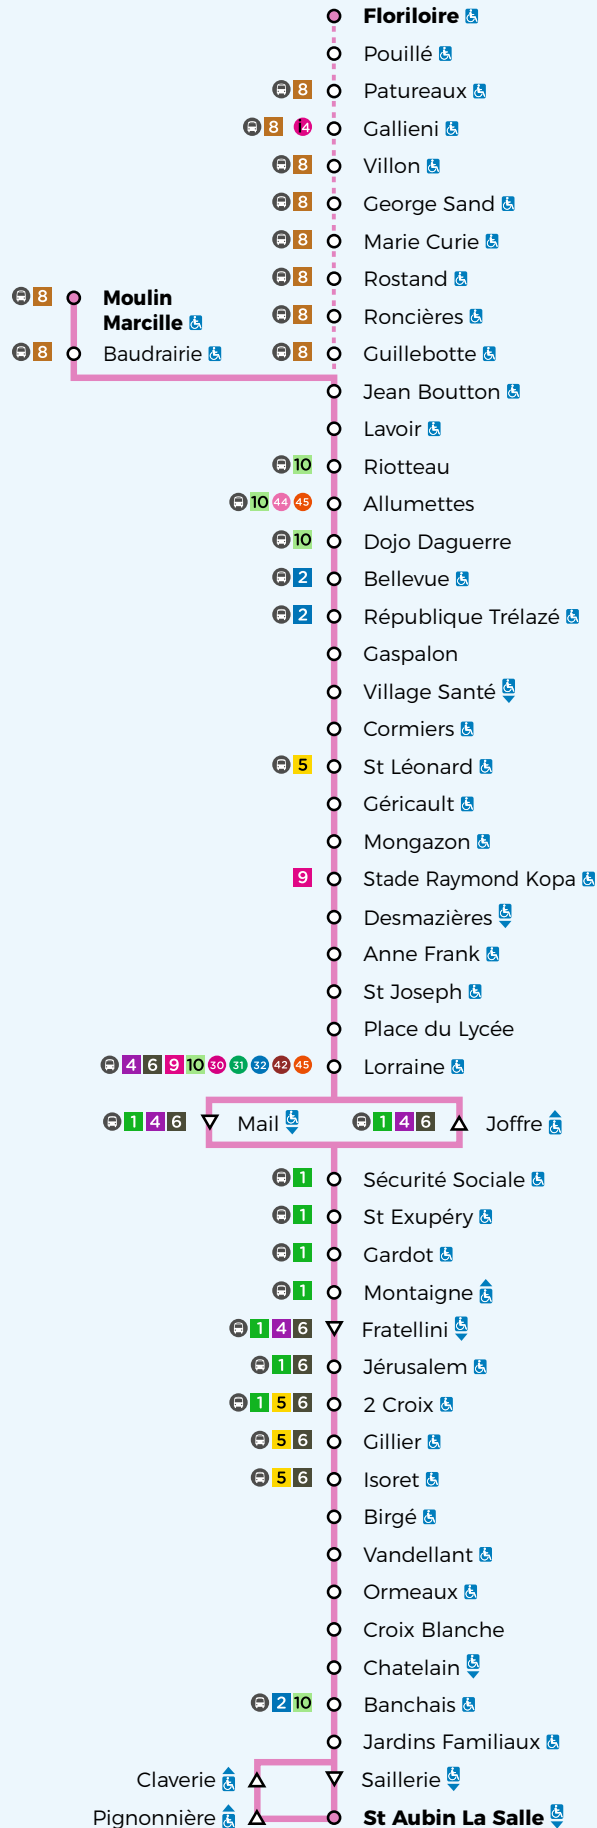 Floriloire
Pouillé
8 Patureaux
8 i4 Gallieni
8 Villon
8 George Sand
8 Marie Curie
8 Rostand
8 Moulin
Marcille
8 Roncières
8 Baudrairie
8 Guillebotte
Jean Boutton
Lavoir
10 Riotteau
10 44 45 Allumettes
10 Dojo Daguerre
2 Bellevue
2 République Trélazé
Gaspalon
Village Santé
Cormiers
5 St Léonard
Géricault
Mongazon
9 Stade Raymond Kopa
Desmazières
Anne Frank
St Joseph
Place du Lycée
4 6 9 10 30 31 32 42 45 Lorraine
1 4 6 Mail 1 4 6 Joffre
1 Sécurité Sociale
1 St Exupéry
1 Gardot
1 Montaigne
1 4 6 Fratellini
1 6 Jérusalem
1 5 6 2 Croix
5 6 Gillier
5 6 Isoret
Birgé
Vandellant
Ormeaux
Croix Blanche
Chatelain
2 10 Banchais
Jardins Familiaux
Claverie Saillerie
Pignonnière St Aubin La Salle